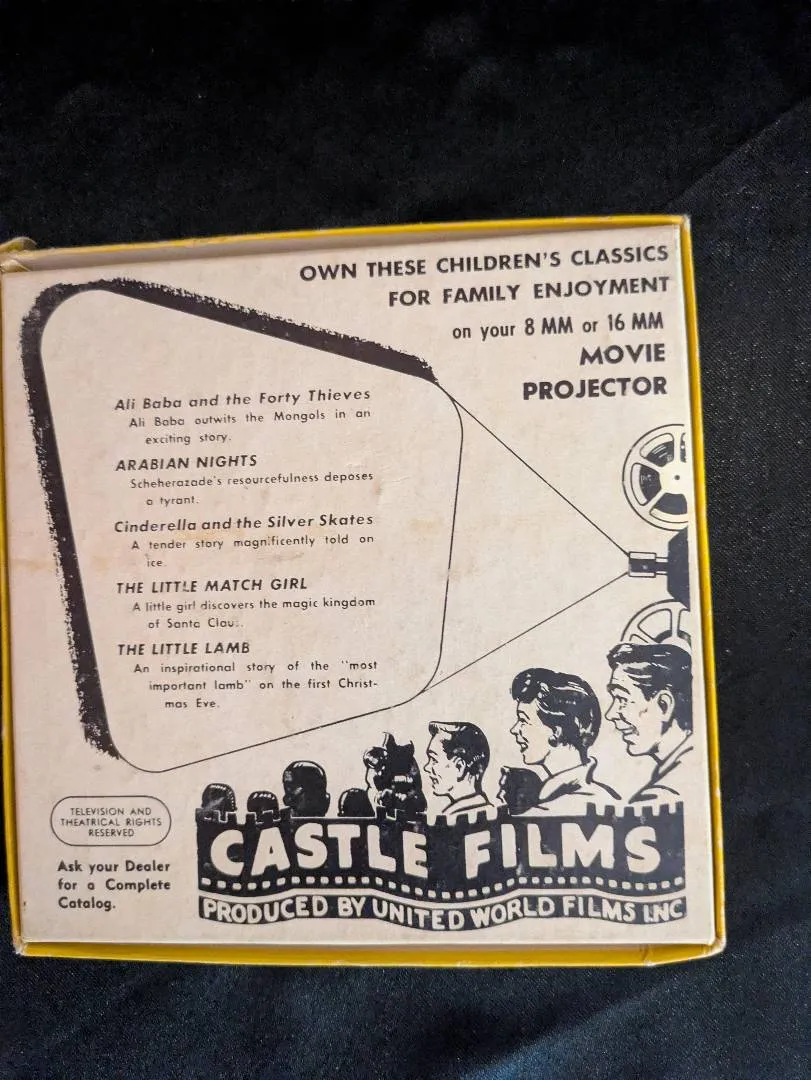 OWN THESE CHILDREN'S CLASSICS
FOR FAMILY ENJOYMENT
on your 8 MM or 16 MM
MOVIE
PROJECTOR
Ali Baba and the Forty Thieves
Ali Baba outwits the Mongols in an
exciting story.
ARABIAN NIGHTS
Scheherazade's resourcefulness deposes
a tyrant.
Cinderella and the Silver Skates
A tender story magnificently told on
ice.
THE LITTLE MATCH GIRL
A little girl discovers the magic kingdom
of Santa Claus.
THE LITTLE LAMB
An inspirational story of the "most
important lamb" on the first Christ-
mas Eve.
TELEVISION AND
THEATRICAL RIGHTS
RESERVED
Ask your Dealer
for a Complete
Catalog.
CASTLE FILMS
PRODUCED BY UNITED WORLD FILMS INC